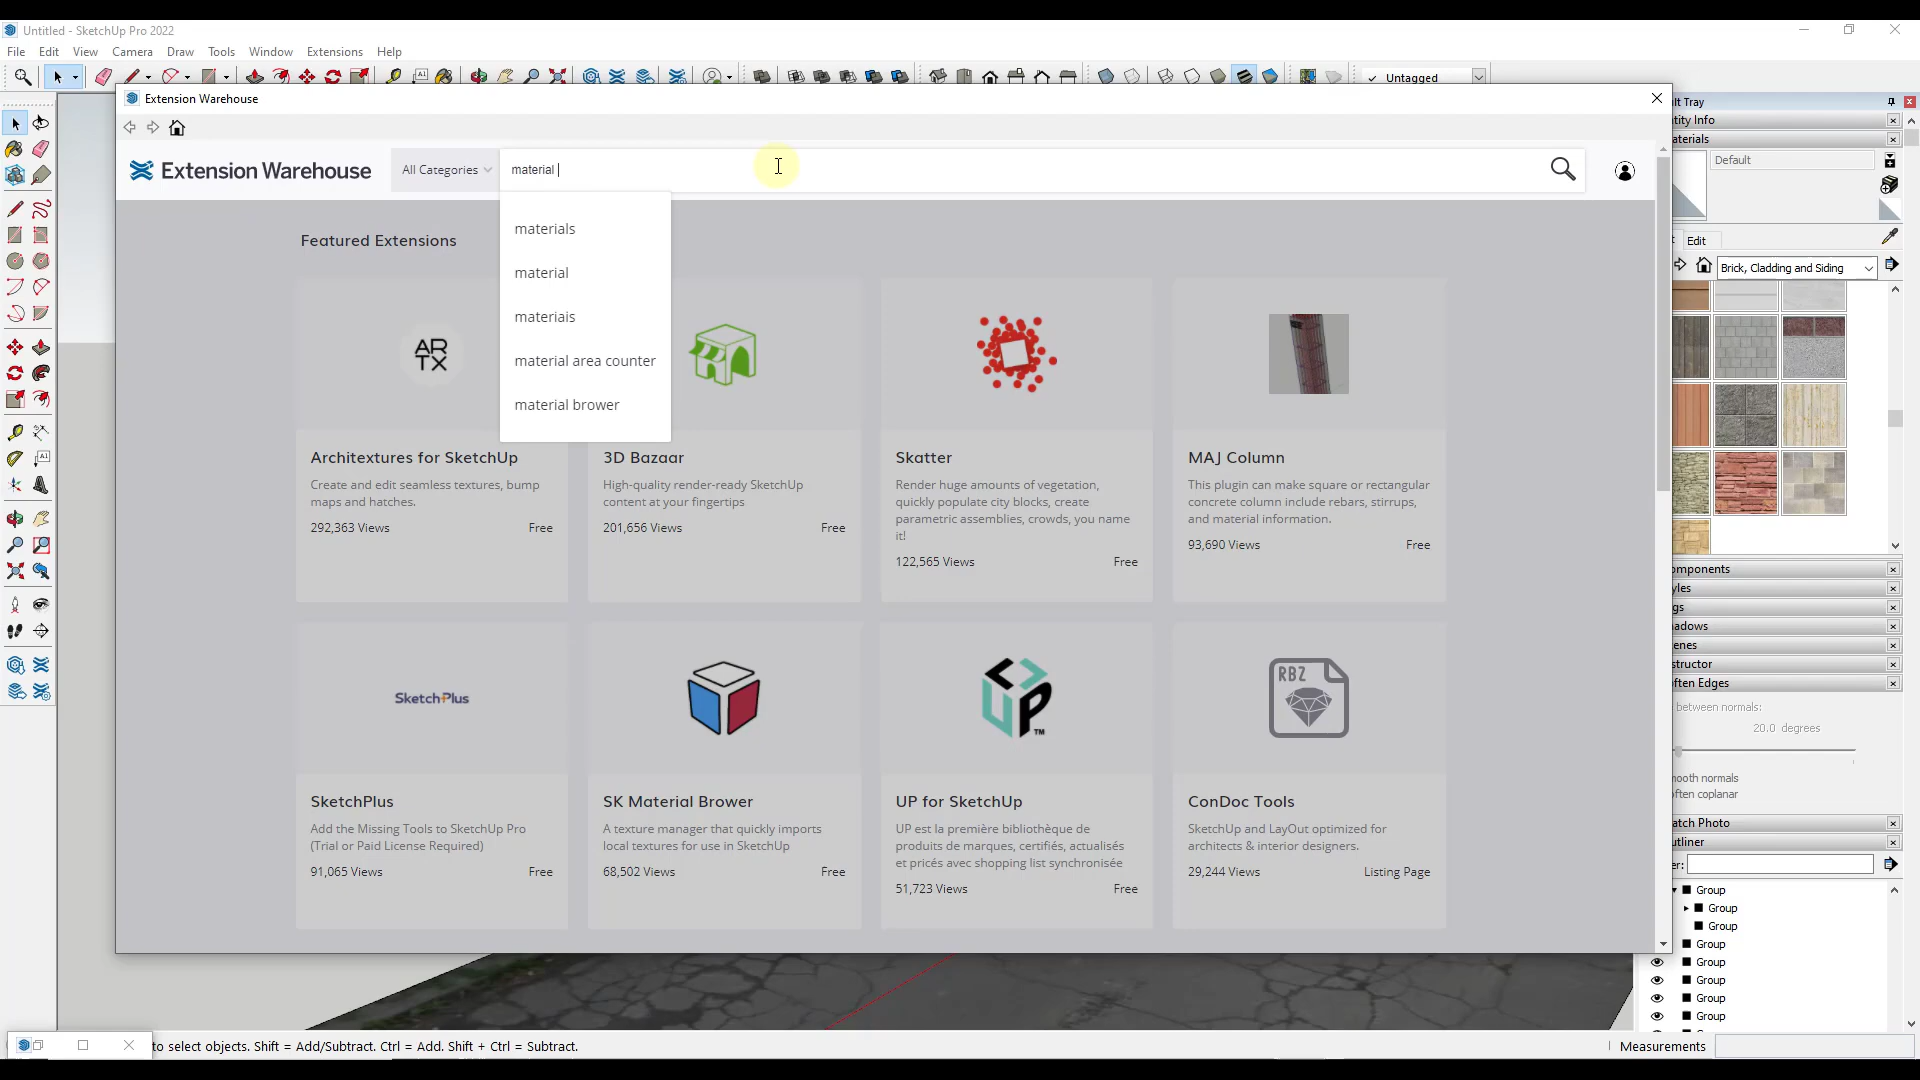 Untitled - SketchUp Pro 2022
File Edit View Camera Draw Tools Window Extensions Help
Untagged
Extension Warehouse
Extension Warehouse
All Categories
material
materials
material
materiais
material area counter
material brower
Featured Extensions
AR
TX
Architextures for SketchUp
Create and edit seamless textures, bump
maps and hatches.
292,363 Views Free
3D Bazaar
High-quality render-ready SketchUp
content at your fingertips
201,656 Views Free
Skatter
Render huge amounts of vegetation,
quickly populate city blocks, create
parametric assemblies, crowds, you name
it!
122,565 Views Free
MAJ Column
This plugin can make square or rectangular
concrete column include rebars, stirrups,
and material information.
93,690 Views Free
SketchPlus
SketchPlus
Add the Missing Tools to SketchUp Pro
(Trial or Paid License Required)
91,065 Views Free
SK Material Brower
A texture manager that quickly imports
local textures for use in SketchUp
68,502 Views Free
UP™
UP for SketchUp
UP est la première bibliothèque de
produits de marques, certifiés, actualisés
et pricés avec shopping list synchronisée
51,723 Views Free
RBZ
ConDoc Tools
SketchUp and LayOut optimized for
architects & interior designers.
29,244 Views Listing Page
lt Tray
ntity Info
aterials
Default
t Edit
Brick, Cladding and Siding
omponents
yles
gs
hadows
enes
structor
often Edges
between normals:
20.0 degrees
mooth normals
often coplanar
atch Photo
utliner
er:
Group
Group
Group
Group
Group
Group
Group
Group
to select objects. Shift = Add/Subtract. Ctrl = Add. Shift + Ctrl = Subtract.
Measurements